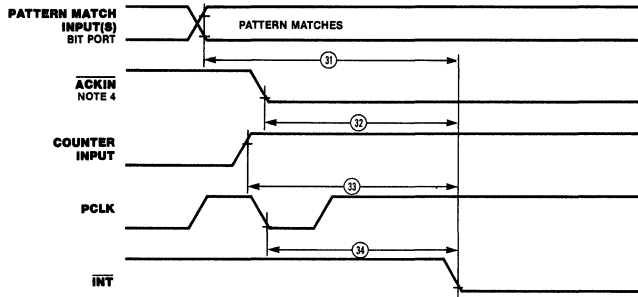 PATTERN MATCH
INPUT(S)
BIT PORT
PATTERN MATCHES
31
ACKIN
NOTE 4
32
COUNTER
INPUT
33
PCLK
34
INT